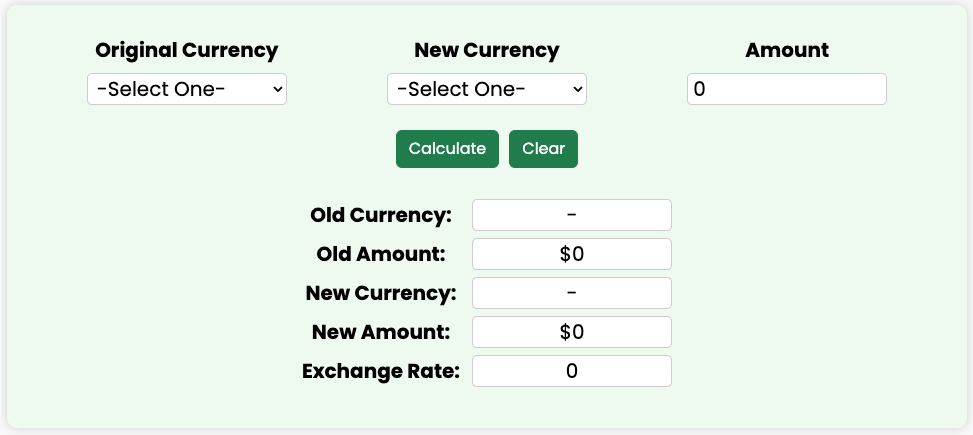 Original Currency New Currency Amount
-Select One- -Select One- 0
Calculate Clear
Old Currency: -
Old Amount: $0
New Currency: -
New Amount: $0
Exchange Rate: 0